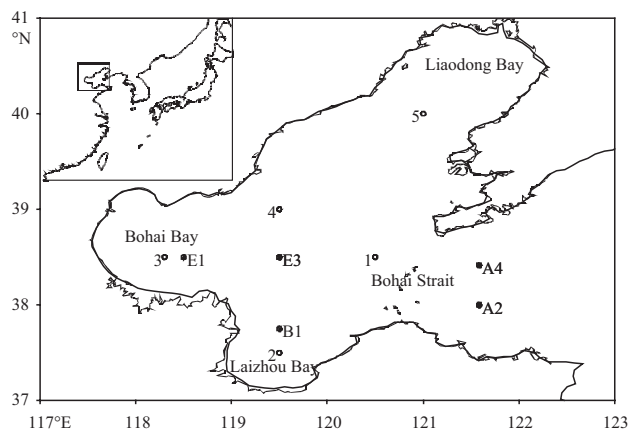 41
°N
Liaodong Bay
40
5
39
4
Bohai Bay
3 E1 E3 1 A4
Bohai Strait
38
A2
B1
2
Laizhou Bay
37
117°E 118 119 120 121 122 123